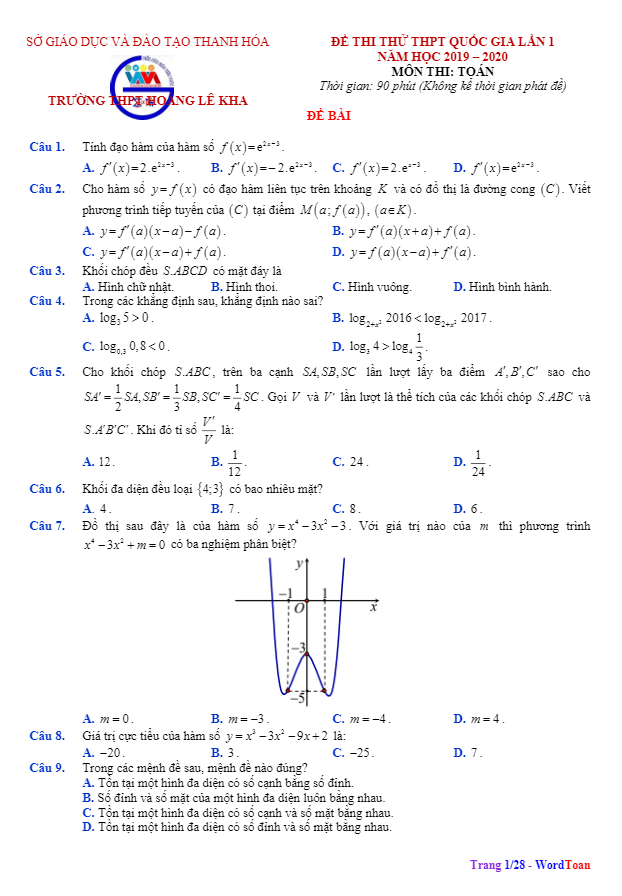 SỞ GIÁO DỤC VÀ ĐÀO TẠO THANH HÓA
TRƯỜNG THPT HOÀNG LÊ KHA
ĐỀ THI THỬ THPT QUỐC GIA LẦN 1
NĂM HỌC 2019 – 2020
MÔN THI: TOÁN
Thời gian: 90 phút (Không kể thời gian phát đề)
ĐỀ BÀI
Câu 1. Tính đạo hàm của hàm số f(x)=e^{2x−3}.
A. f′(x)=2.e^{2x−3}. B. f′(x)=−2.e^{2x−3}. C. f′(x)=2.e^{x−3}. D. f′(x)=e^{2x−3}.
Câu 2. Cho hàm số y=f(x) có đạo hàm liên tục trên khoảng K và có đồ thị là đường cong (C). Viết
phương trình tiếp tuyến của (C) tại điểm M(a; f(a)), (a∈K).
A. y=f′(a)(x−a)−f(a). B. y=f′(a)(x+a)+f(a).
C. y=f′(a)(x−a)+f(a). D. y=f(a)(x−a)+f′(a).
Câu 3. Khối chóp đều S.ABCD có mặt đáy là
A. Hình chữ nhật. B. Hình thoi. C. Hình vuông. D. Hình bình hành.
Câu 4. Trong các khẳng định sau, khẳng định nào sai?
A. log_3 5>0. B. log_{2+x²} 2016<log_{2+x²} 2017.
C. log_{0,3} 0,8<0. D. log_3 4>log_4 \frac{1}{3}.
Câu 5. Cho khối chóp S.ABC, trên ba cạnh SA, SB, SC lần lượt lấy ba điểm A′, B′, C′ sao cho
SA′=\frac{1}{2}SA, SB′=\frac{1}{3}SB, SC′=\frac{1}{4}SC. Gọi V và V′ lần lượt là thể tích của các khối chóp S.ABC và
S.A′B′C′. Khi đó tỉ số \frac{V′}{V} là:
A. 12. B. \frac{1}{12}. C. 24. D. \frac{1}{24}.
Câu 6. Khối đa diện đều loại {4;3} có bao nhiêu mặt?
A. 4. B. 7. C. 8. D. 6.
Câu 7. Đồ thị sau đây là của hàm số y=x⁴−3x²−3. Với giá trị nào của m thì phương trình
x⁴−3x²+m=0 có ba nghiệm phân biệt?
y
−1 1
O x
−3
−5
A. m=0. B. m=−3. C. m=−4. D. m=4.
Câu 8. Giá trị cực tiểu của hàm số y=x³−3x²−9x+2 là:
A. −20. B. 3. C. −25. D. 7.
Câu 9. Trong các mệnh đề sau, mệnh đề nào đúng?
A. Tồn tại một hình đa diện có số cạnh bằng số đỉnh.
B. Số đỉnh và số mặt của một hình đa diện luôn bằng nhau.
C. Tồn tại một hình đa diện có số cạnh và số mặt bằng nhau.
D. Tồn tại một hình đa diện có số đỉnh và số mặt bằng nhau.
Trang 1/28 - WordToan